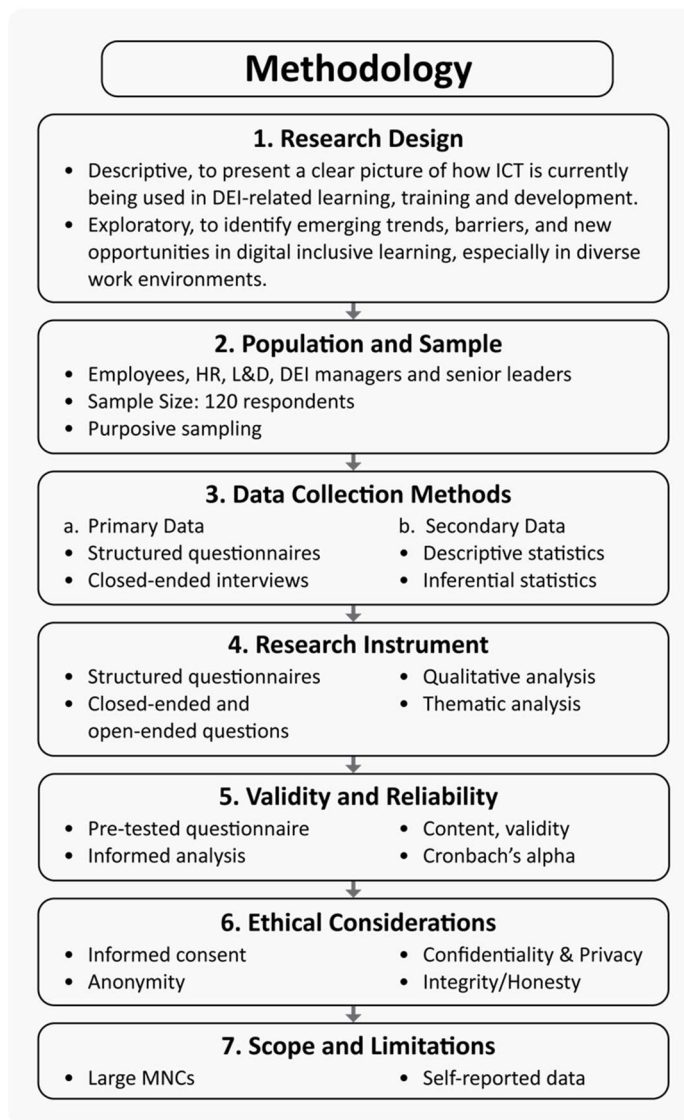 Methodology
1. Research Design
• Descriptive, to present a clear picture of how ICT is currently
being used in DEI-related learning, training and development.
• Exploratory, to identify emerging trends, barriers, and new
opportunities in digital inclusive learning, especially in diverse
work environments.
2. Population and Sample
• Employees, HR, L&D, DEI managers and senior leaders
• Sample Size: 120 respondents
• Purposive sampling
3. Data Collection Methods
a. Primary Data
• Structured questionnaires
• Closed-ended interviews
b. Secondary Data
• Descriptive statistics
• Inferential statistics
4. Research Instrument
• Structured questionnaires
• Closed-ended and
open-ended questions
• Qualitative analysis
• Thematic analysis
5. Validity and Reliability
• Pre-tested questionnaire
• Informed analysis
• Content, validity
• Cronbach’s alpha
6. Ethical Considerations
• Informed consent
• Anonymity
• Confidentiality & Privacy
• Integrity/Honesty
7. Scope and Limitations
• Large MNCs
• Self-reported data